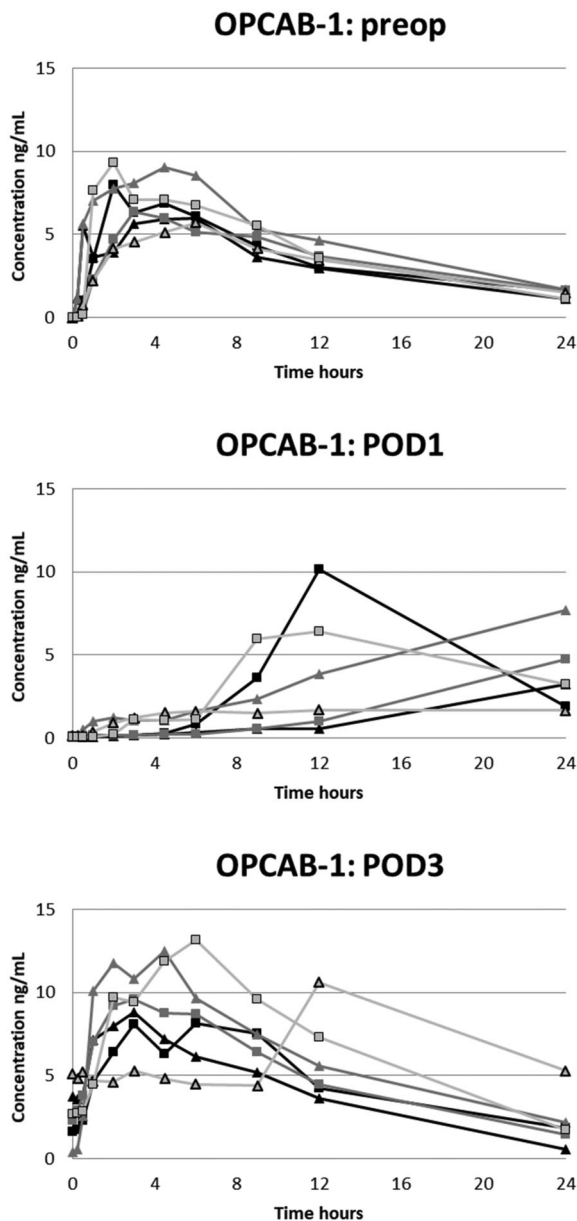 OPCAB-1: preop
15
10
5
0
0 4 8 12 16 20 24
Concentration ng/mL
Time hours
OPCAB-1: POD1
15
10
5
0
0 4 8 12 16 20 24
Concentration ng/mL
Time hours
OPCAB-1: POD3
15
10
5
0
0 4 8 12 16 20 24
Concentration ng/mL
Time hours